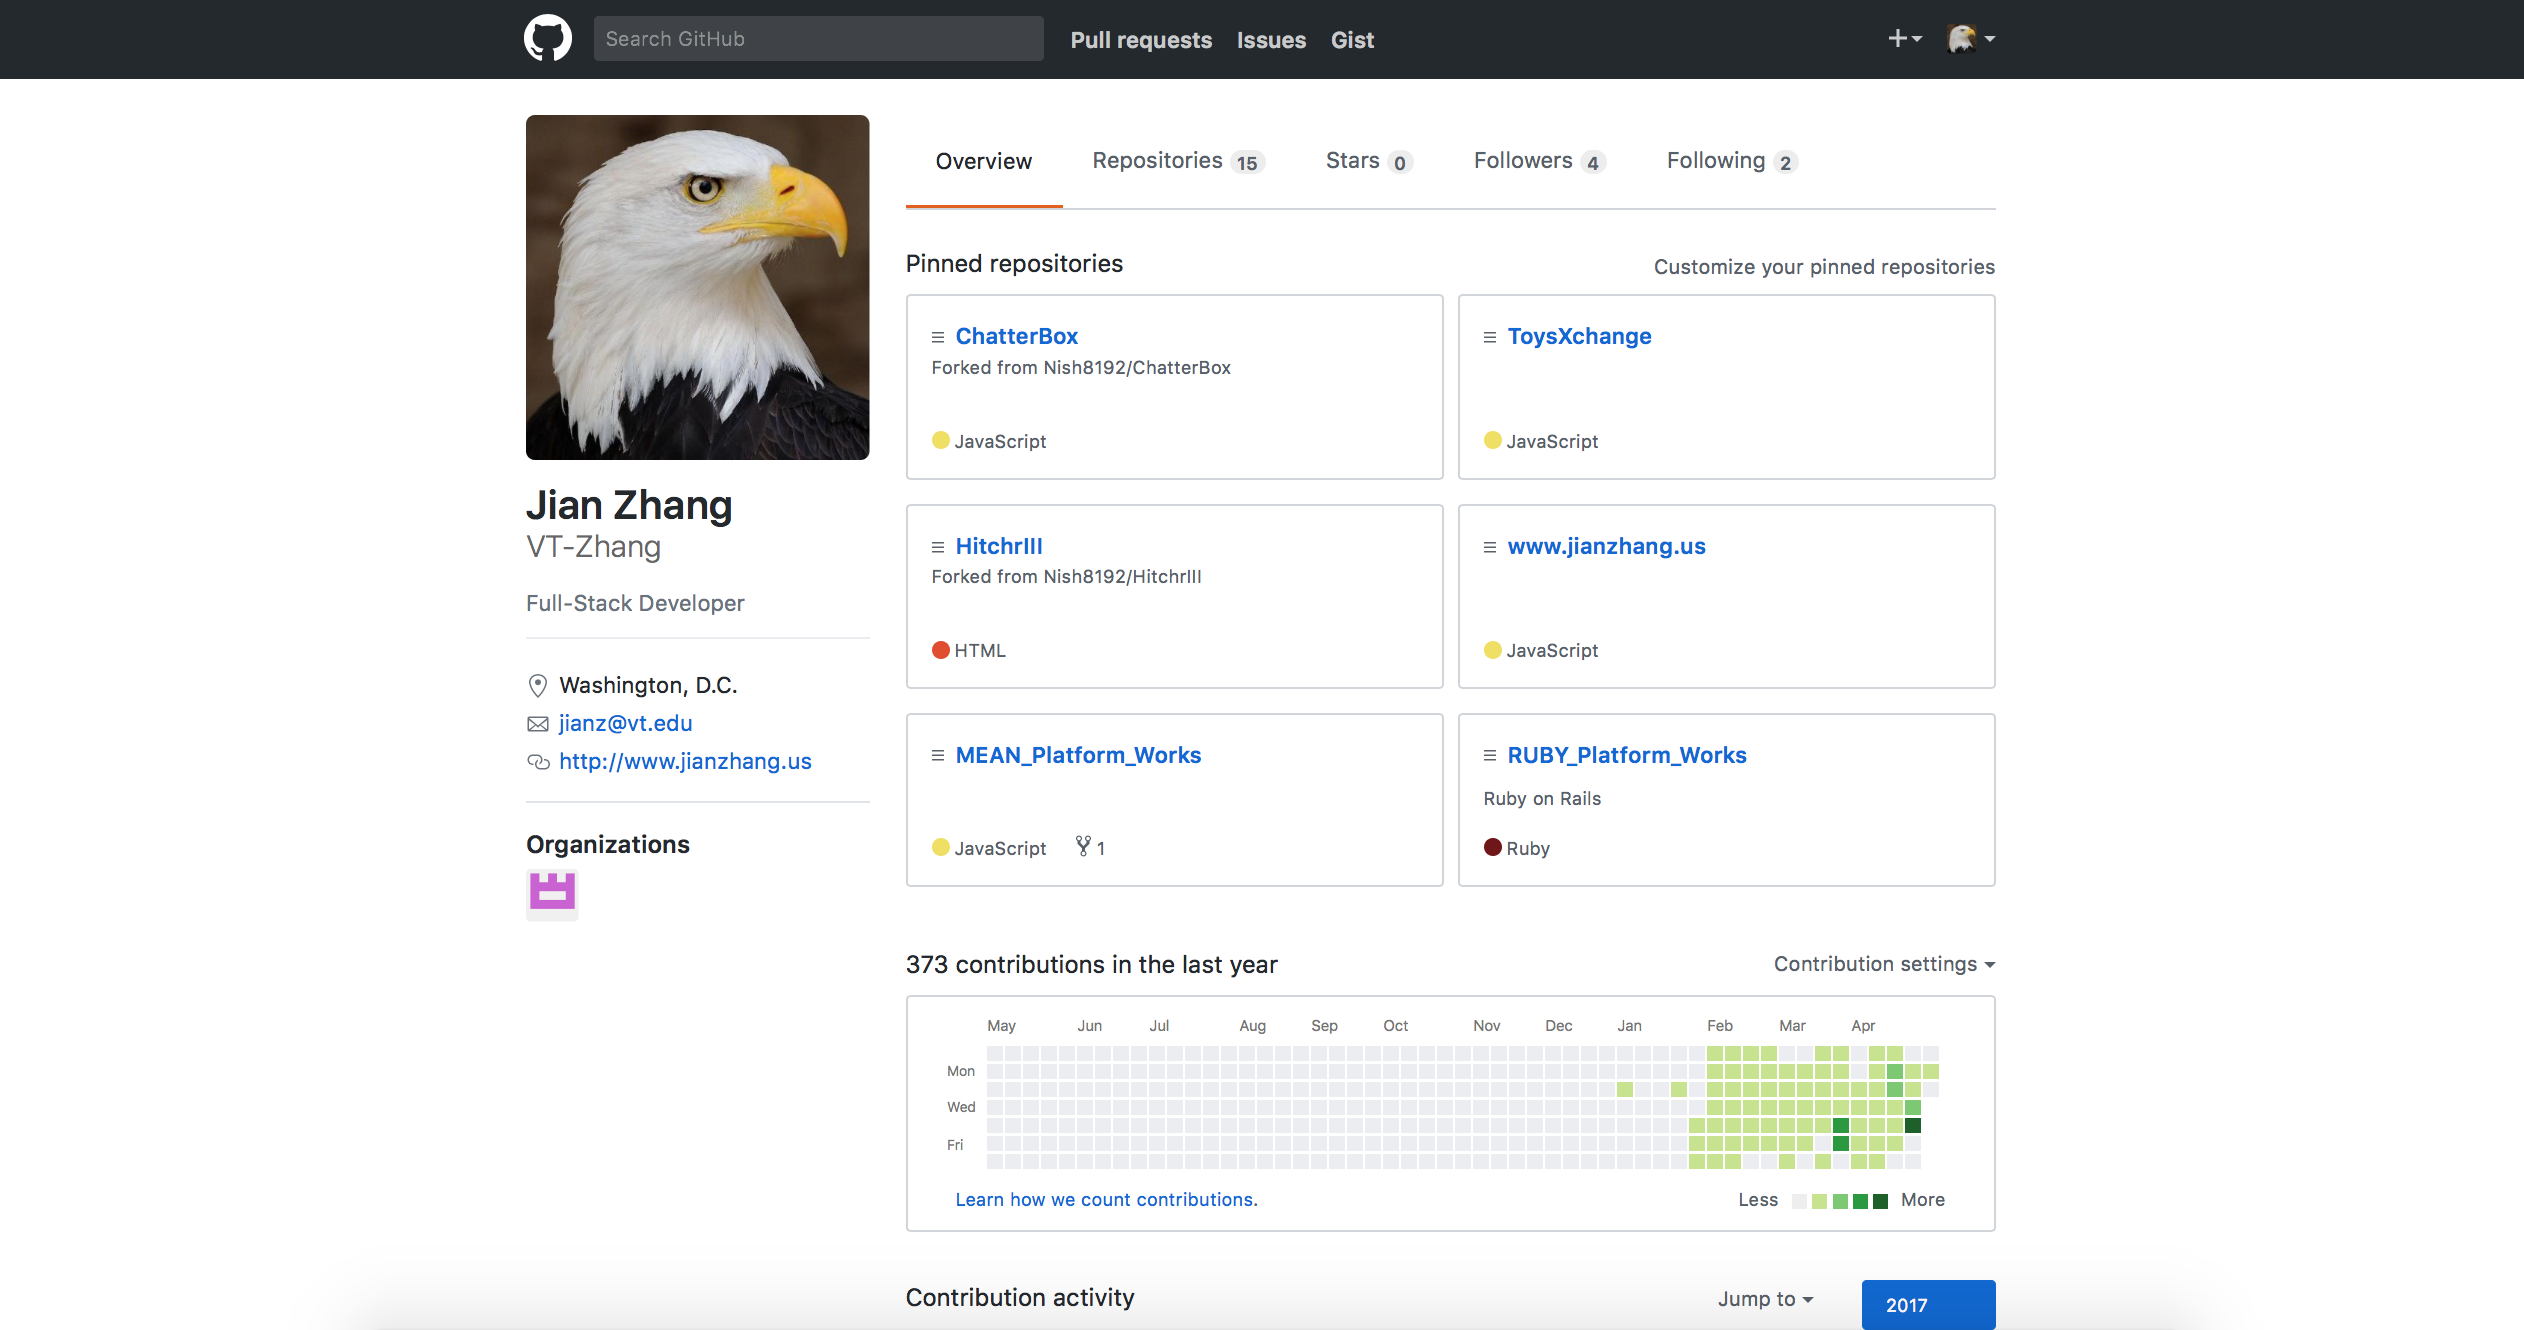 Search GitHub
Pull requests Issues Gist
Overview Repositories 15 Stars 0 Followers 4 Following 2
Jian Zhang
VT-Zhang
Full-Stack Developer
Washington, D.C.
jianz@vt.edu
http://www.jianzhang.us
Organizations
Pinned repositories
Customize your pinned repositories
ChatterBox
Forked from Nish8192/ChatterBox
JavaScript
ToysXchange
JavaScript
HitchrIII
Forked from Nish8192/HitchrIII
HTML
www.jianzhang.us
JavaScript
MEAN_Platform_Works
JavaScript 1
RUBY_Platform_Works
Ruby on Rails
Ruby
373 contributions in the last year
Contribution settings
May Jun Jul Aug Sep Oct Nov Dec Jan Feb Mar Apr
Mon
Wed
Fri
Learn how we count contributions.
Less More
Contribution activity
Jump to
2017